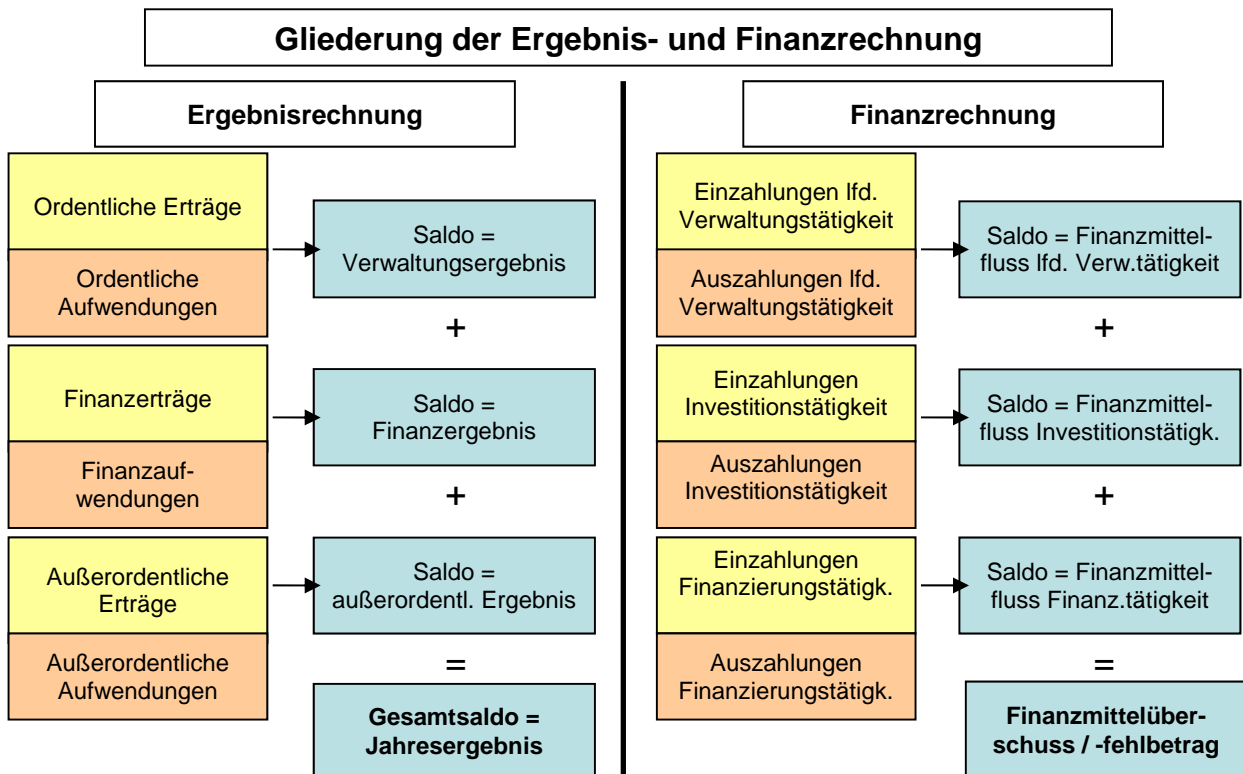 Gliederung der Ergebnis- und Finanzrechnung
Ergebnisrechnung
Ordentliche Erträge
Ordentliche
Aufwendungen
Saldo =
Verwaltungsergebnis
+
Finanzerträge
Finanzauf-
wendungen
Saldo =
Finanzergebnis
+
Außerordentliche
Erträge
Außerordentliche
Aufwendungen
Saldo =
außerordentl. Ergebnis
=
Gesamtsaldo =
Jahresergebnis
Finanzrechnung
Einzahlungen lfd.
Verwaltungstätigkeit
Auszahlungen lfd.
Verwaltungstätigkeit
Saldo = Finanzmittel-
fluss lfd. Verw.tätigkeit
+
Einzahlungen
Investitionstätigkeit
Auszahlungen
Investitionstätigkeit
Saldo = Finanzmittel-
fluss Investitionstätigk.
+
Einzahlungen
Finanzierungstätigk.
Auszahlungen
Finanzierungstätigk.
Saldo = Finanzmittel-
fluss Finanz.tätigkeit
=
Finanzmittelüber-
schuss / -fehlbetrag